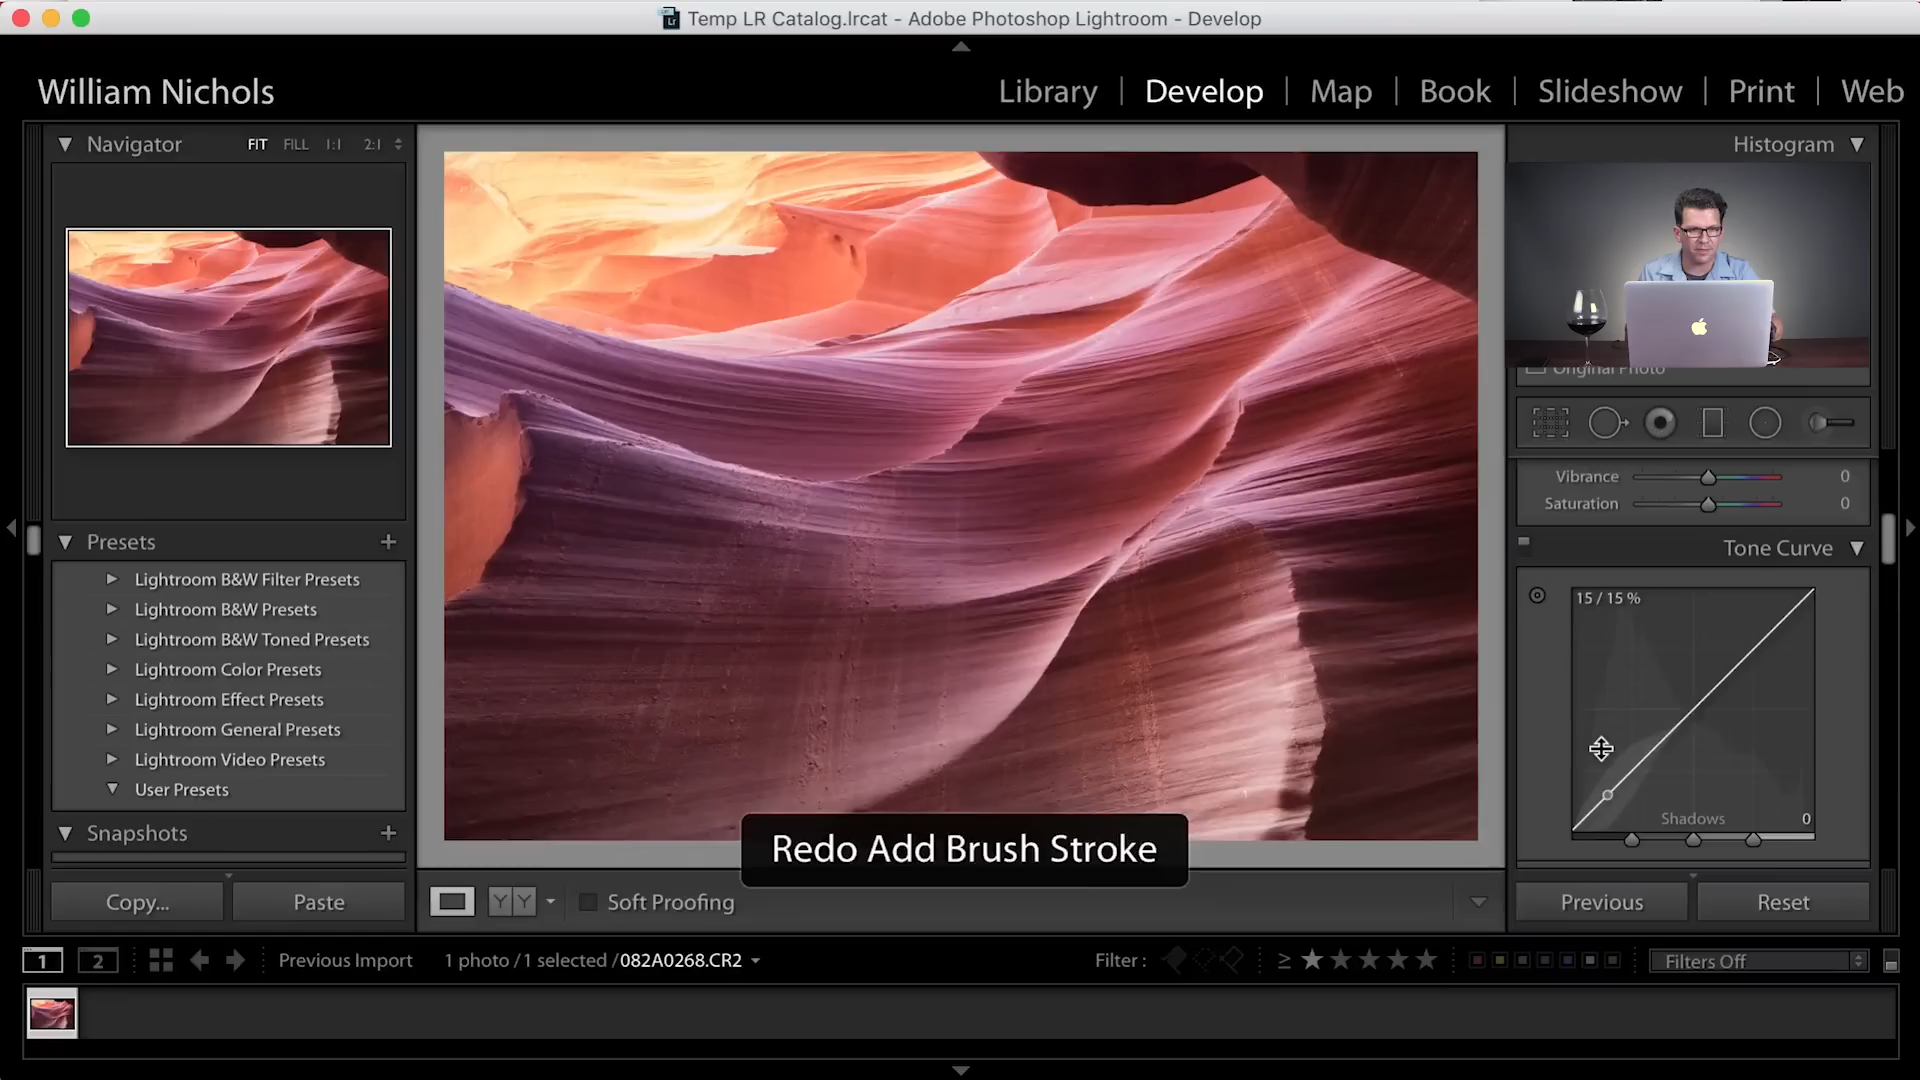 Temp LR Catalog.lrcat - Adobe Photoshop Lightroom - Develop
William Nichols
Library | Develop | Map | Book | Slideshow | Print | Web
Navigator FIT FILL 1:1 2:1
Histogram
Original Photo
Vibrance 0
Saturation 0
Tone Curve
15 / 15 %
Shadows 0
Presets +
Lightroom B&W Filter Presets
Lightroom B&W Presets
Lightroom B&W Toned Presets
Lightroom Color Presets
Lightroom Effect Presets
Lightroom General Presets
Lightroom Video Presets
User Presets
Snapshots +
Redo Add Brush Stroke
Copy... Paste
Y Y Soft Proofing
Previous Reset
1 2 Previous Import 1 photo / 1 selected / 082A0268.CR2
Filter : ≥ Filters Off